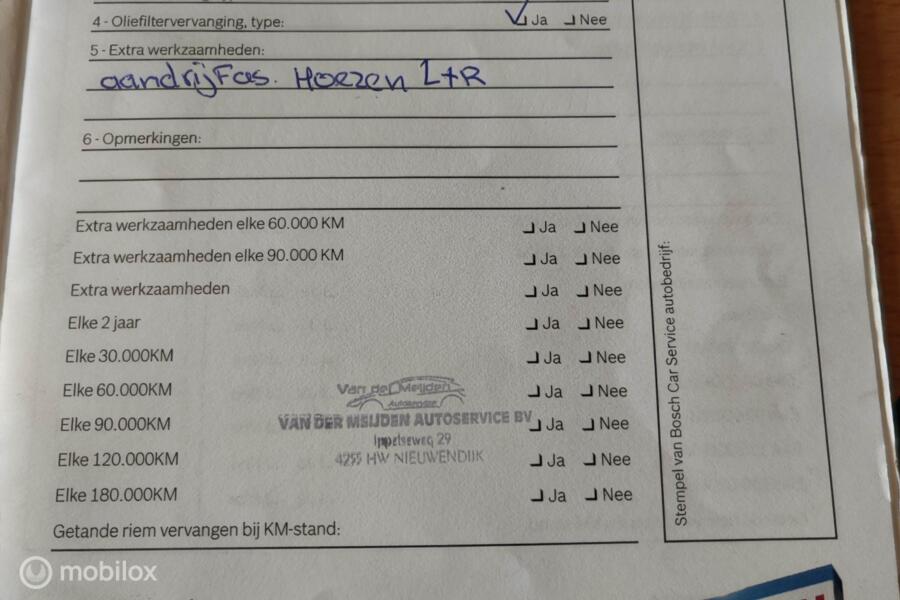 4 - Oliefiltervervanging, type: Ja Nee
5 - Extra werkzaamheden:
aandrijfas. Hoezen L+R
6 - Opmerkingen:
Extra werkzaamheden elke 60.000 KM Ja Nee
Extra werkzaamheden elke 90.000 KM Ja Nee
Extra werkzaamheden Ja Nee
Elke 2 jaar Ja Nee
Elke 30.000KM Ja Nee
Elke 60.000KM Ja Nee
Elke 90.000KM Ja Nee
Elke 120.000KM Ja Nee
Elke 180.000KM Ja Nee
Getande riem vervangen bij KM-stand:
Van der Meijden
Autoservice
VAN DER MEIJDEN AUTOSERVICE BV
Ippelseweg 29
4255 HW NIEUWENDIJK
Stempel van Bosch Car Service autobedrijf:
mobilox